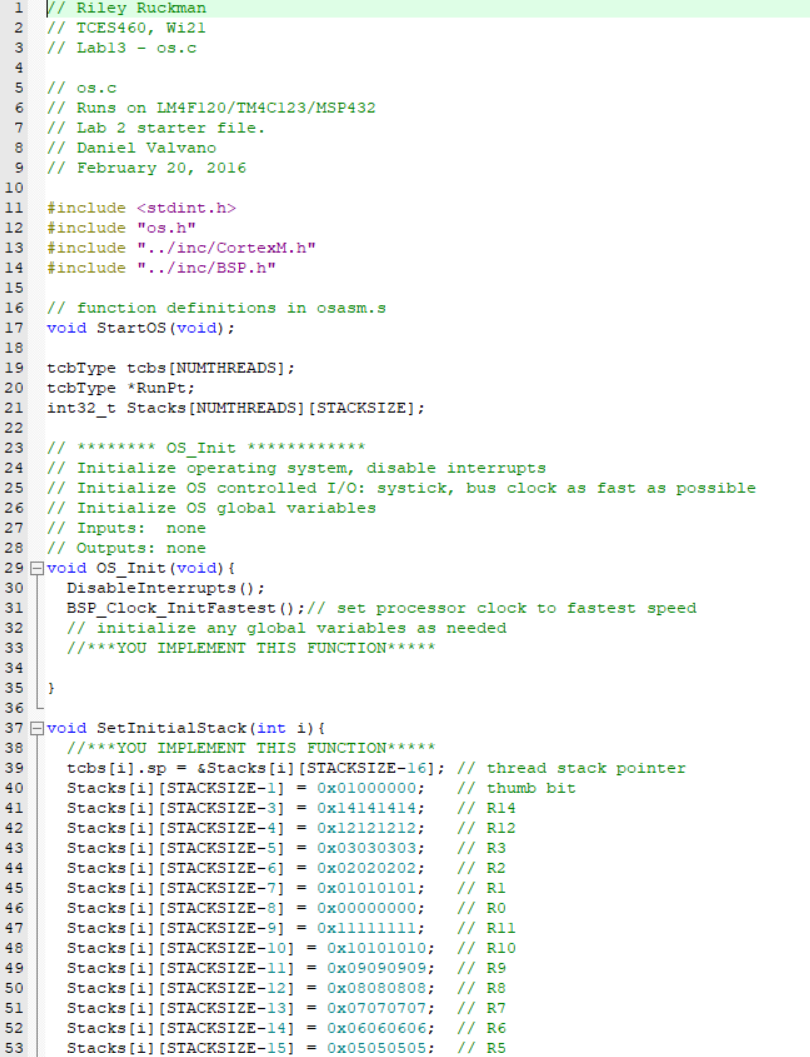 1 // Riley Ruckman
2 // TCES460, Wi21
3 // Lab13 - os.c
4
5 // os.c
6 // Runs on LM4F120/TM4C123/MSP432
7 // Lab 2 starter file.
8 // Daniel Valvano
9 // February 20, 2016
10
11 #include <stdint.h>
12 #include "os.h"
13 #include "../inc/CortexM.h"
14 #include "../inc/BSP.h"
15
16 // function definitions in osasm.s
17 void StartOS(void);
18
19 tcbType tcbs[NUMTHREADS];
20 tcbType *RunPt;
21 int32_t Stacks[NUMTHREADS][STACKSIZE];
22
23 // ******** OS_Init ************
24 // Initialize operating system, disable interrupts
25 // Initialize OS controlled I/O: systick, bus clock as fast as possible
26 // Initialize OS global variables
27 // Inputs:  none
28 // Outputs: none
29 void OS_Init(void){
30   DisableInterrupts();
31   BSP_Clock_InitFastest();// set processor clock to fastest speed
32   // initialize any global variables as needed
33   //***YOU IMPLEMENT THIS FUNCTION*****
34
35 }
36
37 void SetInitialStack(int i){
38   //***YOU IMPLEMENT THIS FUNCTION*****
39   tcbs[i].sp = &Stacks[i][STACKSIZE-16]; // thread stack pointer
40   Stacks[i][STACKSIZE-1] = 0x01000000;   // thumb bit
41   Stacks[i][STACKSIZE-3] = 0x14141414;   // R14
42   Stacks[i][STACKSIZE-4] = 0x12121212;   // R12
43   Stacks[i][STACKSIZE-5] = 0x03030303;   // R3
44   Stacks[i][STACKSIZE-6] = 0x02020202;   // R2
45   Stacks[i][STACKSIZE-7] = 0x01010101;   // R1
46   Stacks[i][STACKSIZE-8] = 0x00000000;   // R0
47   Stacks[i][STACKSIZE-9] = 0x11111111;   // R11
48   Stacks[i][STACKSIZE-10] = 0x10101010;  // R10
49   Stacks[i][STACKSIZE-11] = 0x09090909;  // R9
50   Stacks[i][STACKSIZE-12] = 0x08080808;  // R8
51   Stacks[i][STACKSIZE-13] = 0x07070707;  // R7
52   Stacks[i][STACKSIZE-14] = 0x06060606;  // R6
53   Stacks[i][STACKSIZE-15] = 0x05050505;  // R5